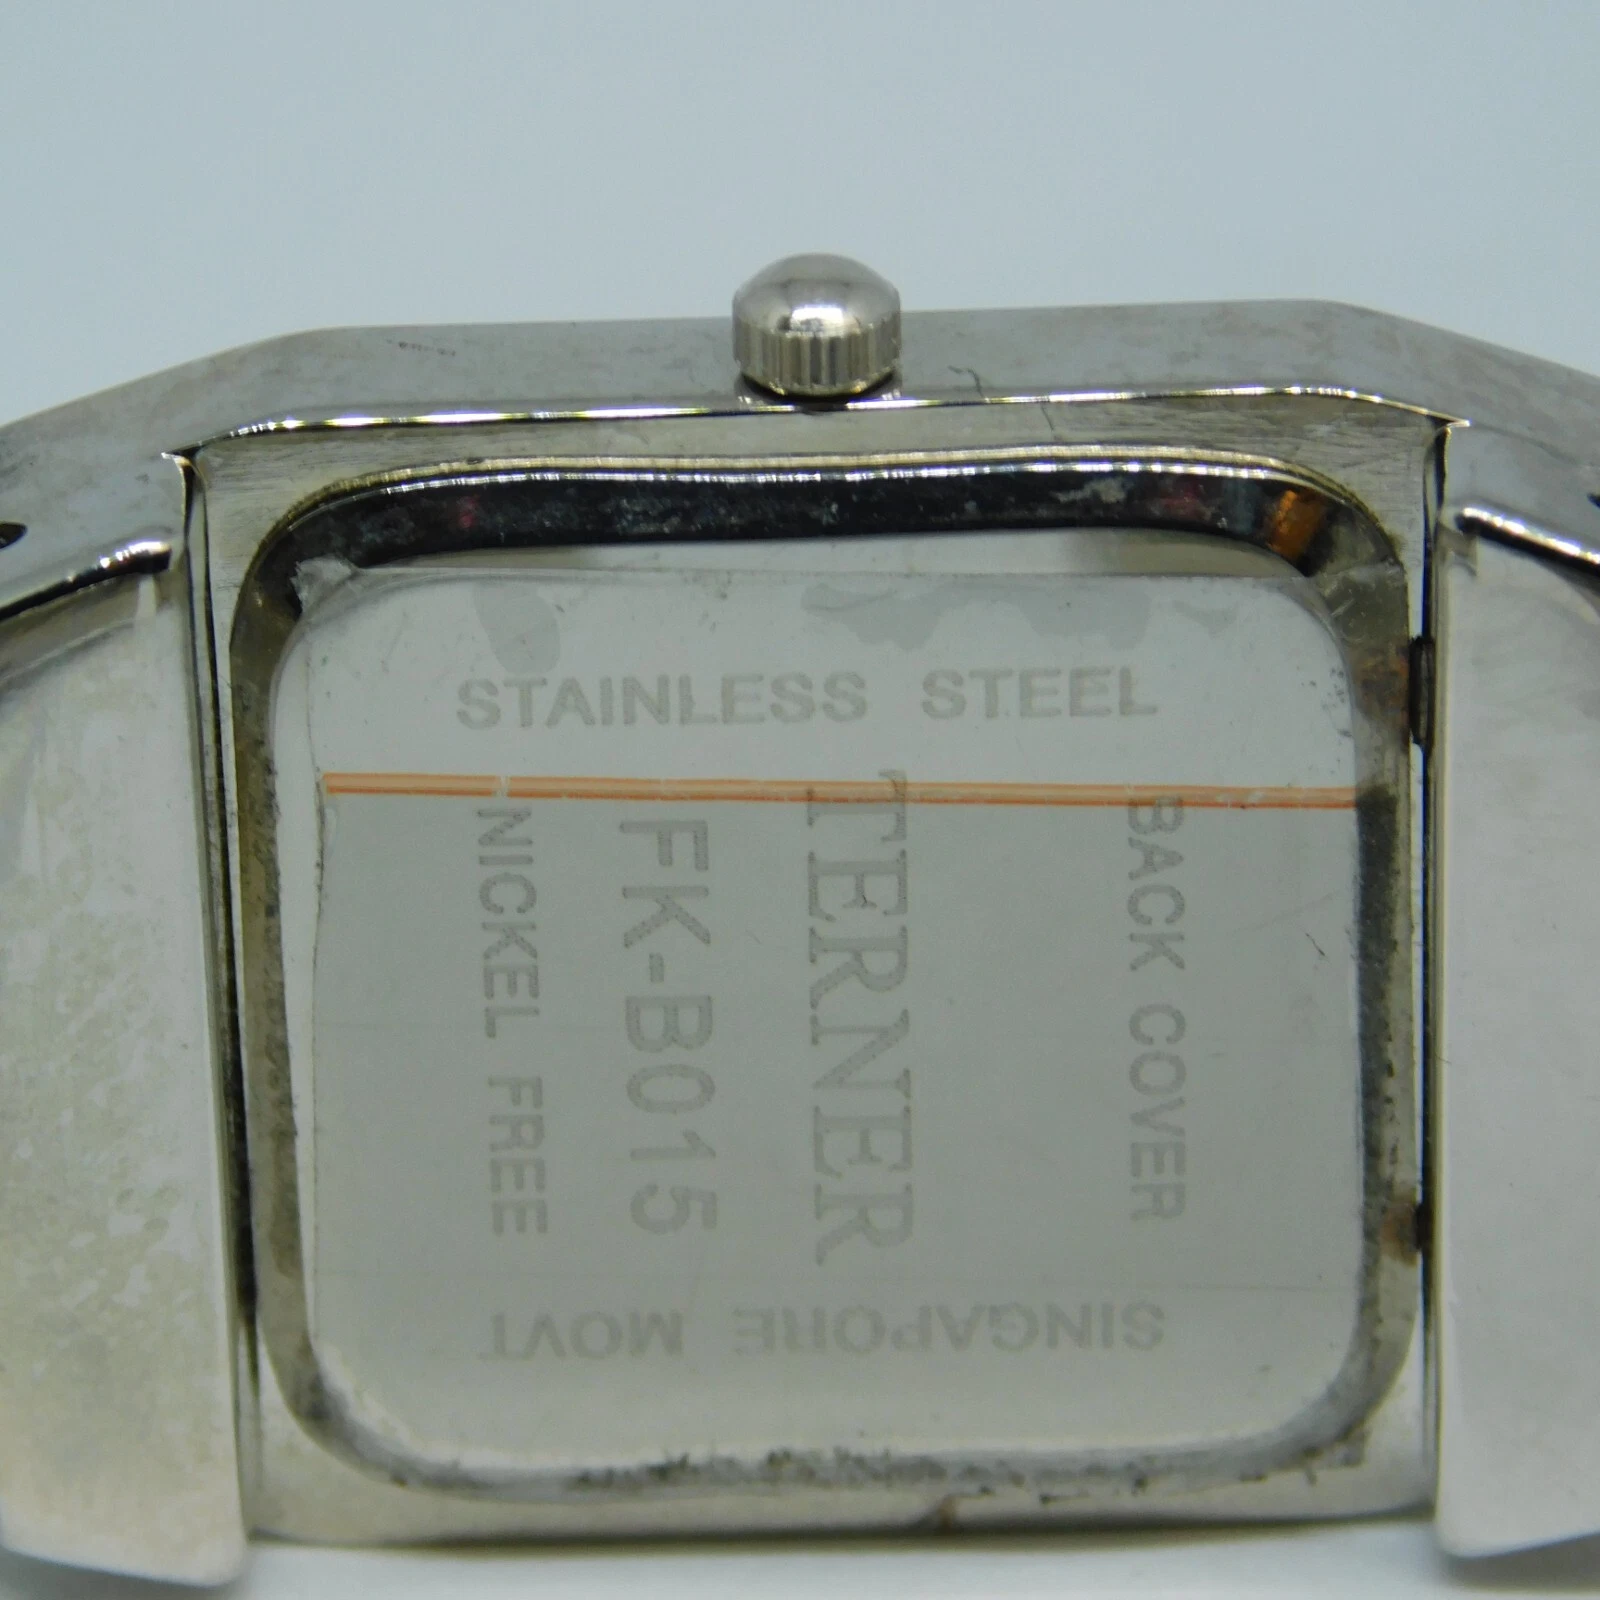 STAINLESS STEEL
BACK COVER
TERNER
FK-B015
NICKEL FREE
SINGAPORE MOVT